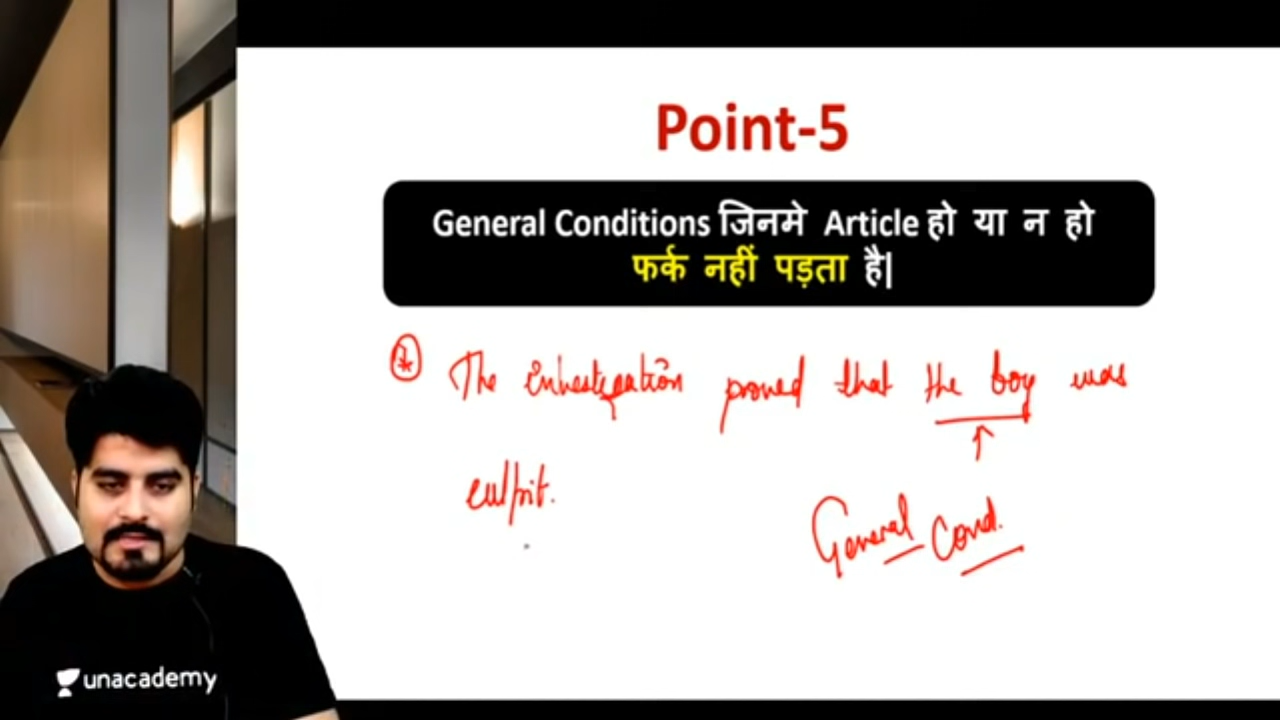 Point-5
General Conditions जिनमे Article हो या न हो
फर्क नहीं पड़ता है|
The investigation proved that the boy was
culprit.
General Cond.
unacademy